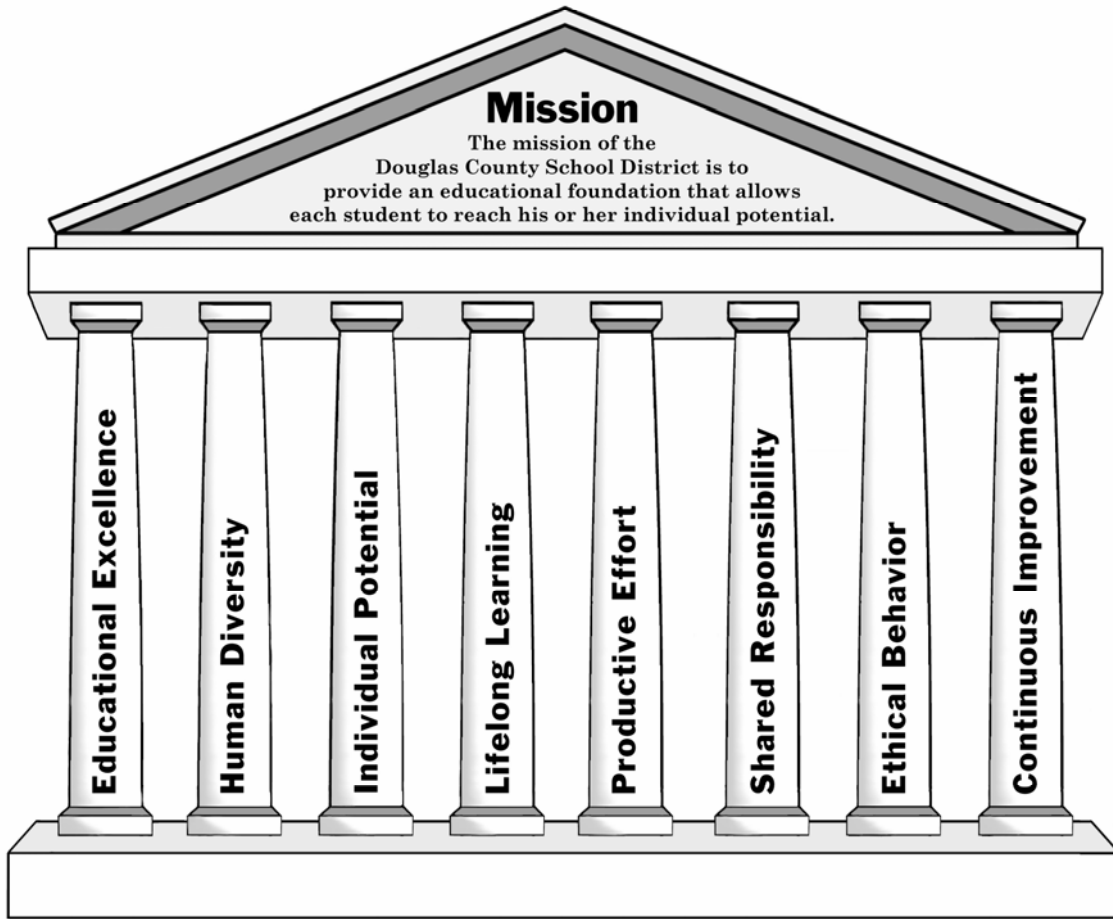 Mission
The mission of the
Douglas County School District is to
provide an educational foundation that allows
each student to reach his or her individual potential.
Educational Excellence
Human Diversity
Individual Potential
Lifelong Learning
Productive Effort
Shared Responsibility
Ethical Behavior
Continuous Improvement